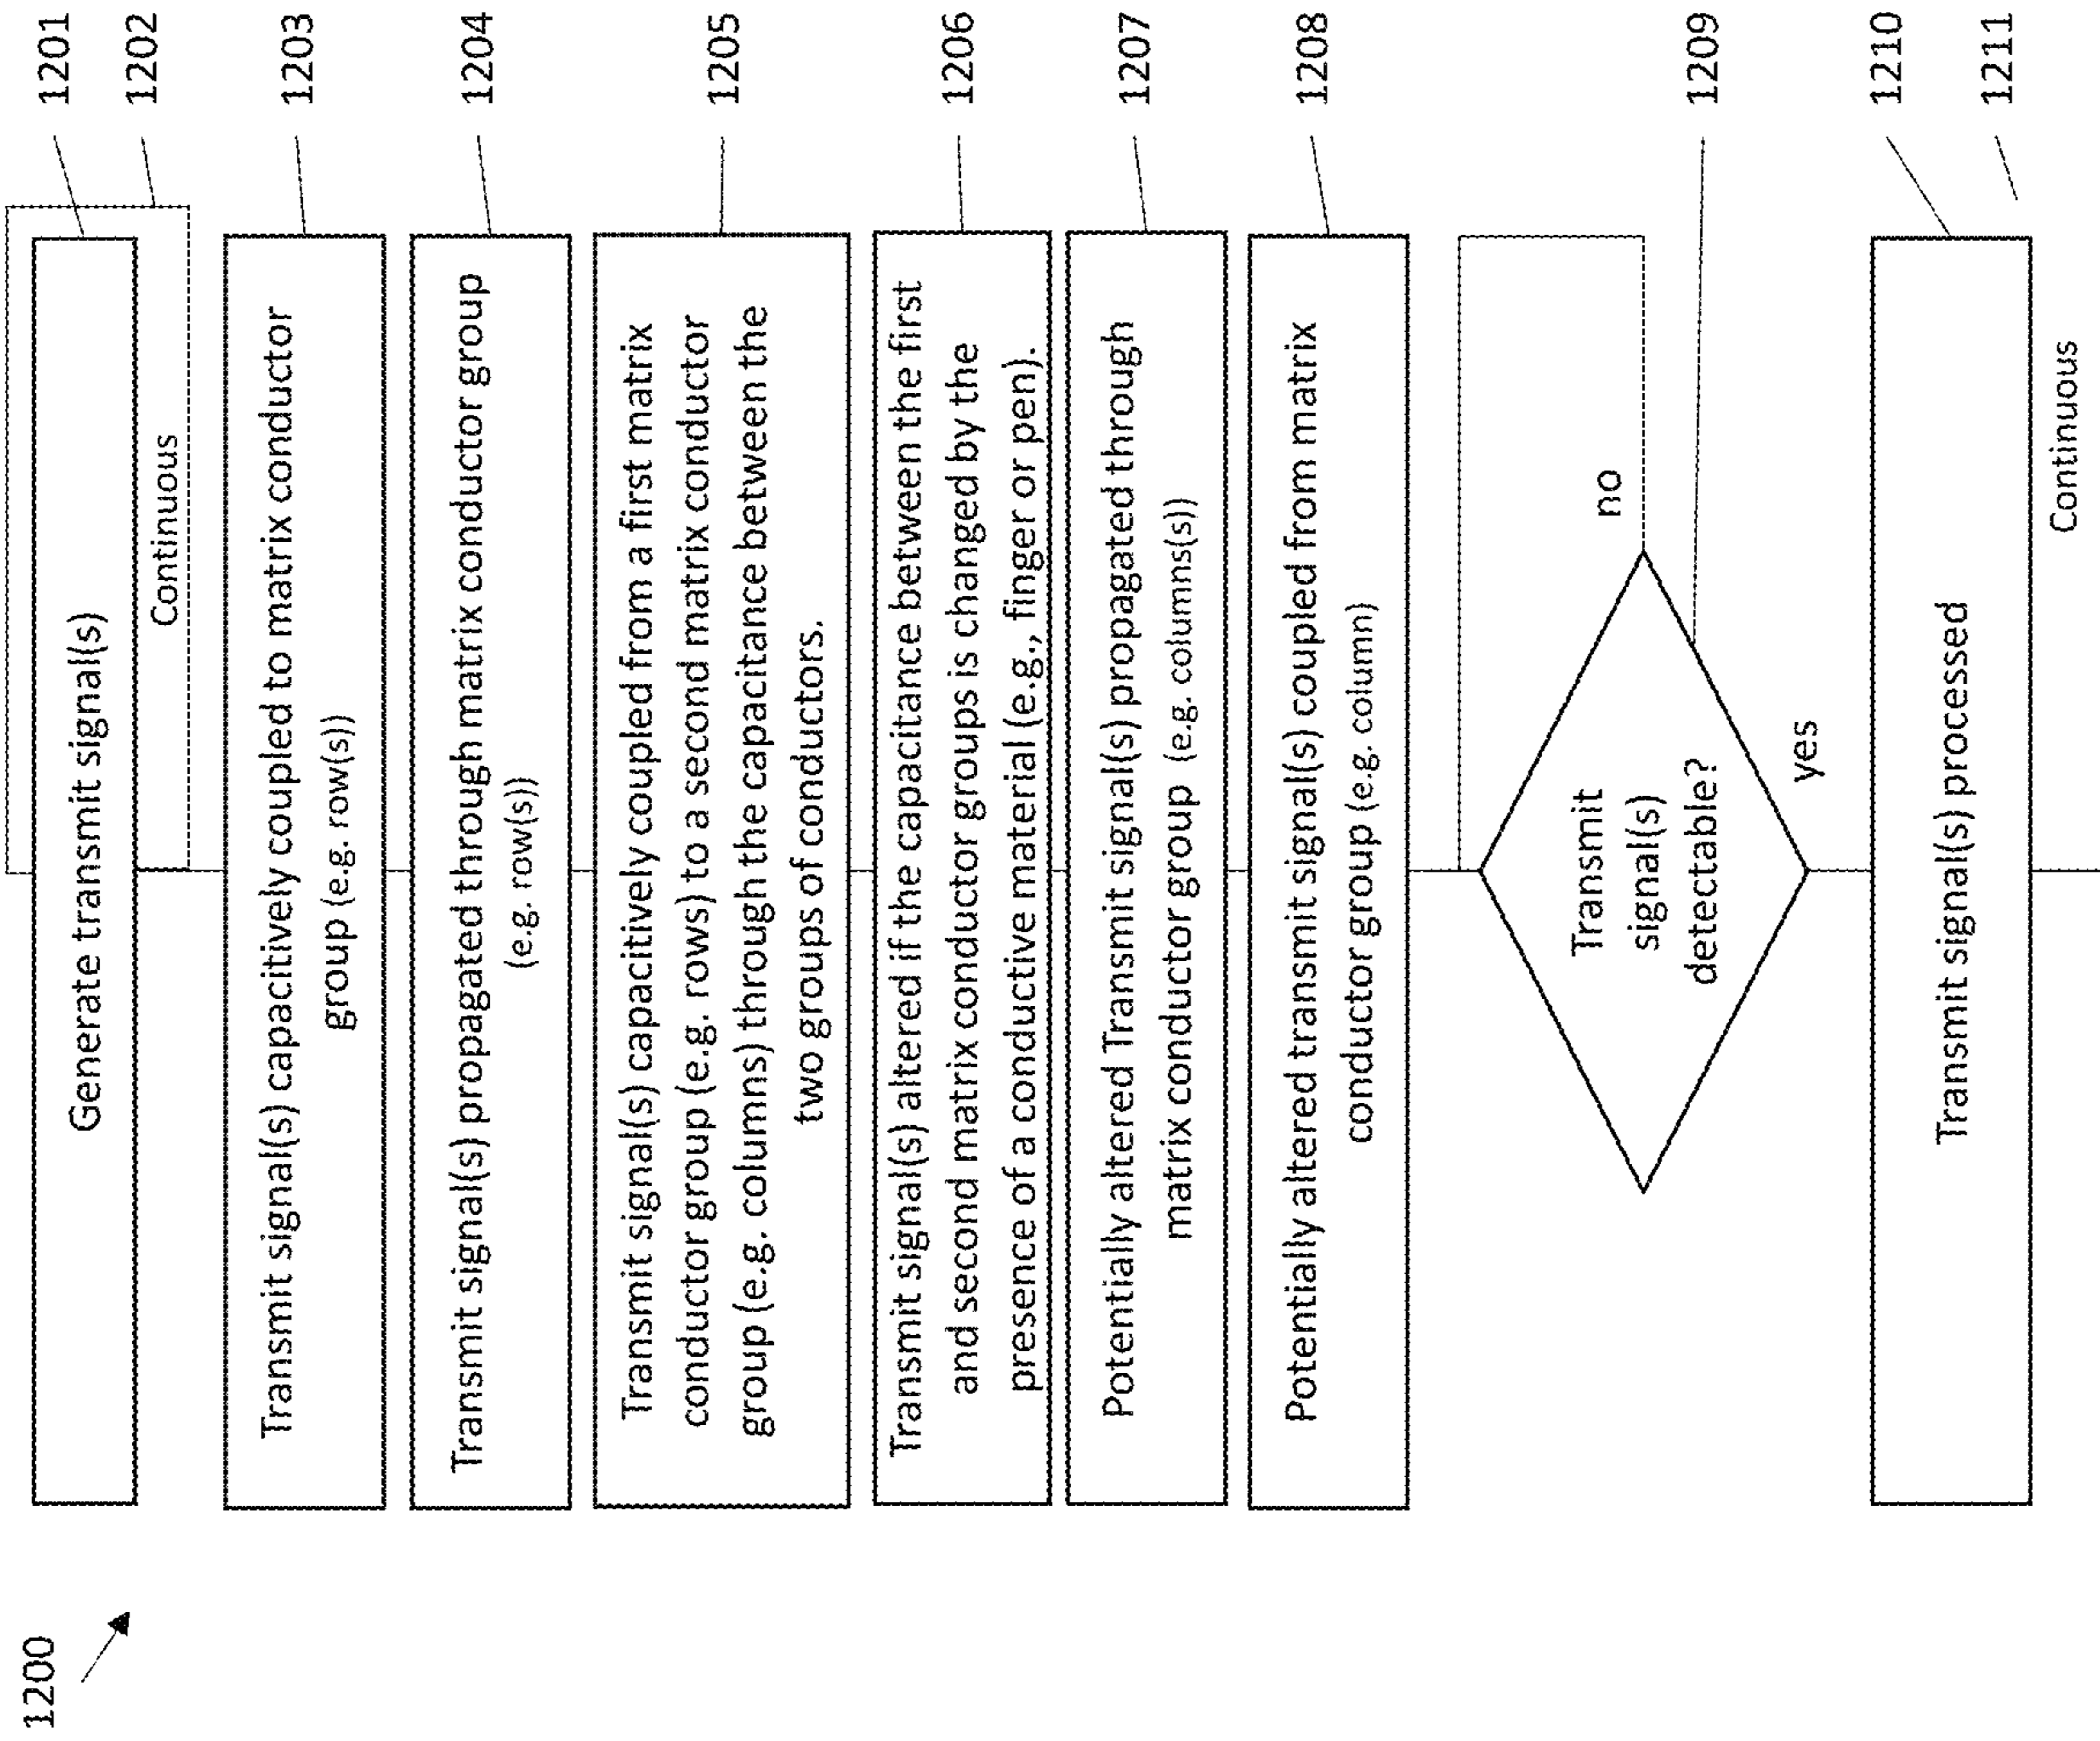 1200
Generate transmit signal(s)
1201
Continuous
1202
Transmit signal(s) capacitively coupled to matrix conductor
group (e.g. row(s))
1203
Transmit signal(s) propagated through matrix conductor group
(e.g. row(s))
1204
Transmit signal(s) capacitively coupled from a first matrix
conductor group (e.g. rows) to a second matrix conductor
group (e.g. columns) through the capacitance between the
two groups of conductors.
1205
Transmit signal(s) altered if the capacitance between the first
and second matrix conductor groups is changed by the
presence of a conductive material (e.g., finger or pen).
1206
Potentially altered Transmit signal(s) propagated through
matrix conductor group (e.g. columns(s))
1207
Potentially altered transmit signal(s) coupled from matrix
conductor group (e.g. column)
1208
Transmit
signal(s)
detectable?
no
yes
1209
Transmit signal(s) processed
1210
Continuous
1211